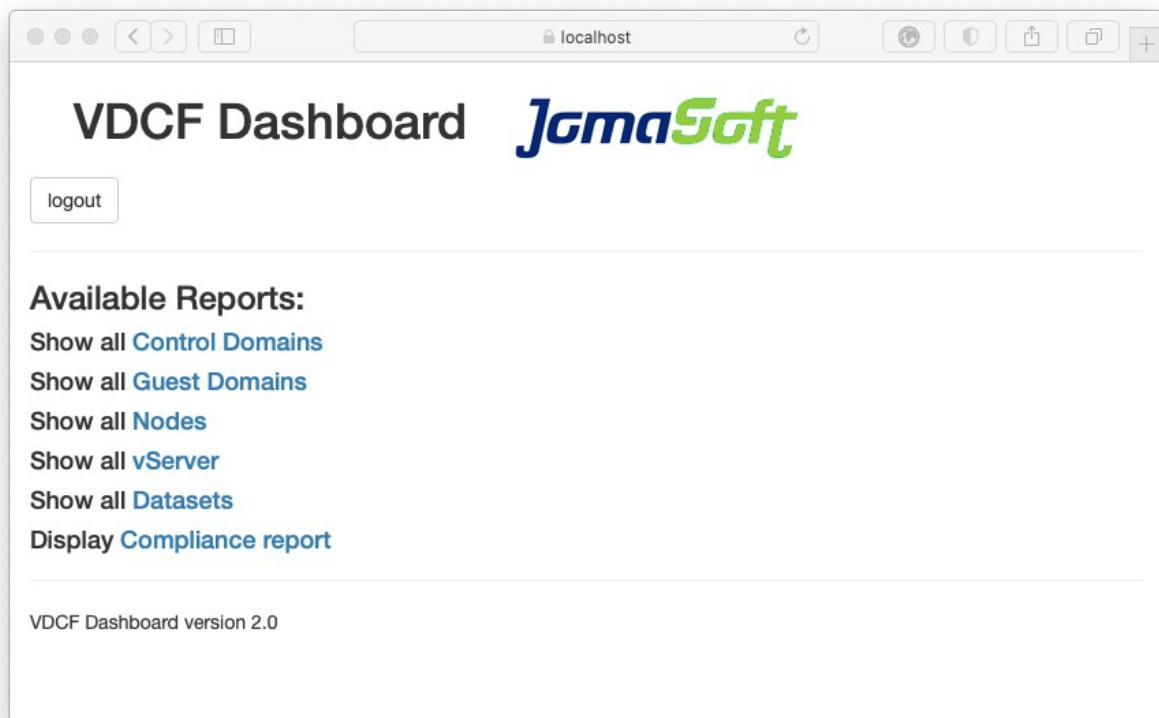 localhost
VDCF Dashboard JomaSoft
logout
Available Reports:
Show all Control Domains
Show all Guest Domains
Show all Nodes
Show all vServer
Show all Datasets
Display Compliance report
VDCF Dashboard version 2.0